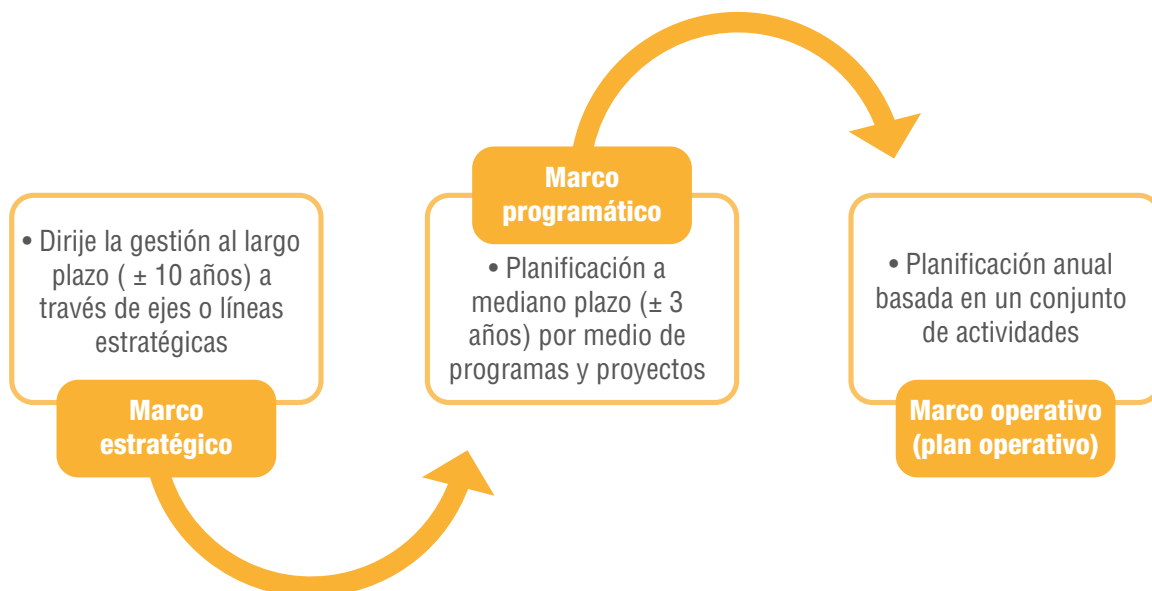 • Dirije la gestión al largo
plazo ( ± 10 años) a
través de ejes o líneas
estratégicas
Marco
estratégico
Marco
programático
• Planificación a
mediano plazo (± 3
años) por medio de
programas y proyectos
• Planificación anual
basada en un conjunto
de actividades
Marco operativo
(plan operativo)